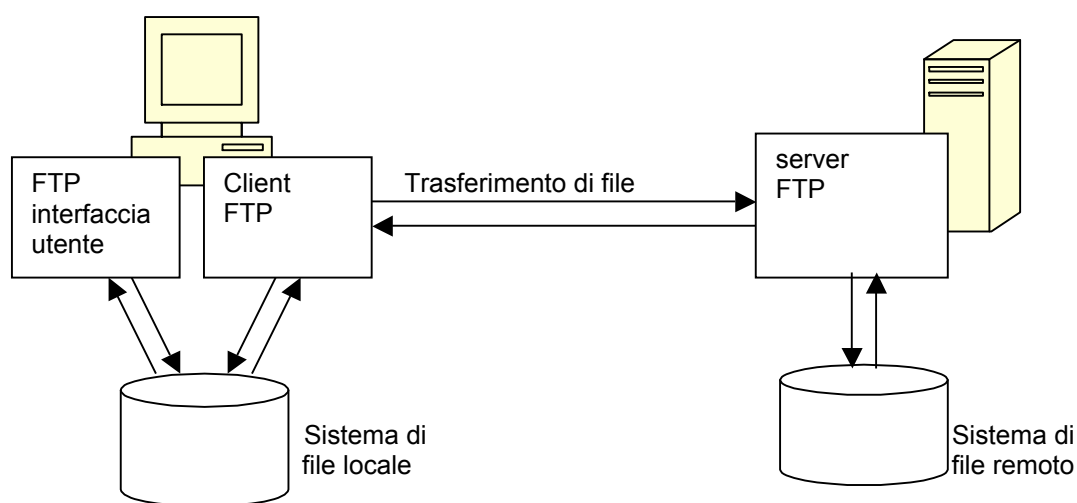 FTP
interfaccia
utente
Client
FTP
Trasferimento di file
server
FTP
Sistema di
file locale
Sistema di
file remoto